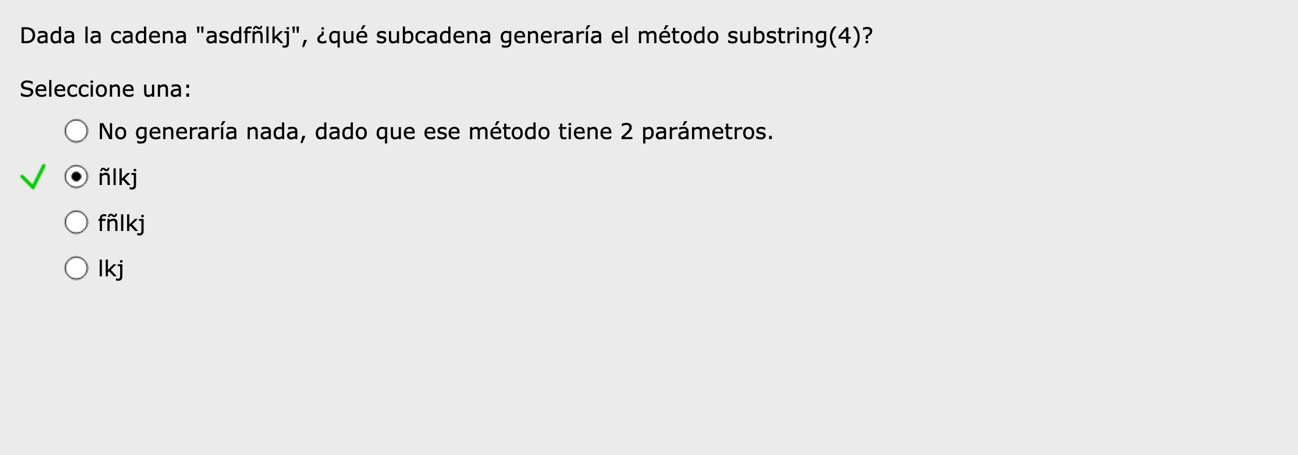 Dada la cadena "asdfñlkj", ¿qué subcadena generaría el método substring(4)?
Seleccione una:
No generaría nada, dado que ese método tiene 2 parámetros.
ñlkj
fñlkj
lkj